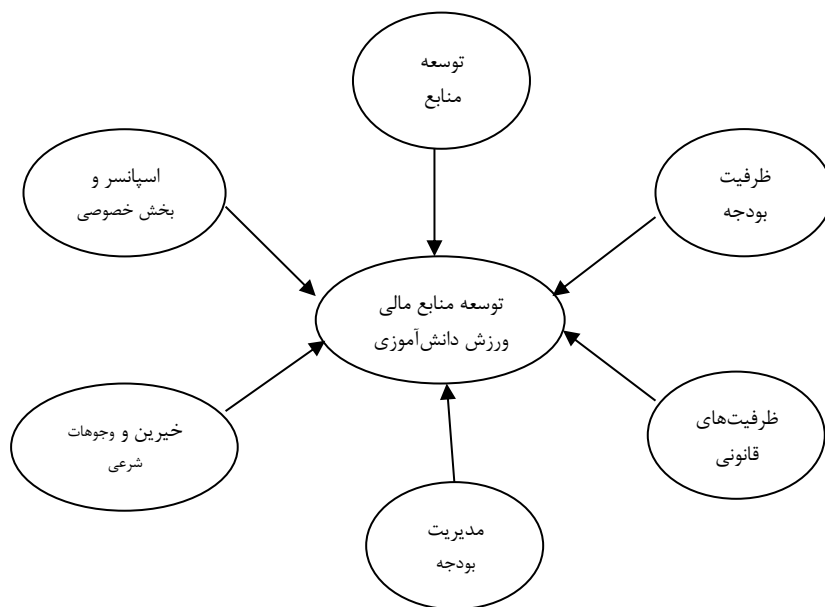 توسعه
منابع
اسپانسر و
بخش خصوصی
ظرفیت
بودجه
توسعه منابع مالی
ورزش دانش‌آموزی
خیرین و وجوهات
شرعی
ظرفیت‌های
قانونی
مدیریت
بودجه